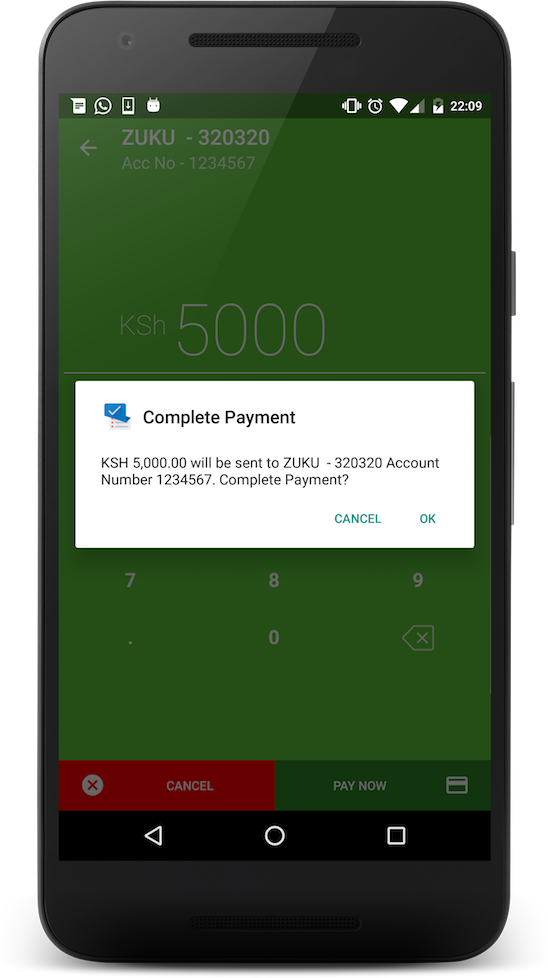 22:09
ZUKU - 320320
Acc No - 1234567
KSh 5000
Complete Payment
KSH 5,000.00 will be sent to ZUKU - 320320 Account
Number 1234567. Complete Payment?
CANCEL OK
7 8 9
. 0
CANCEL PAY NOW